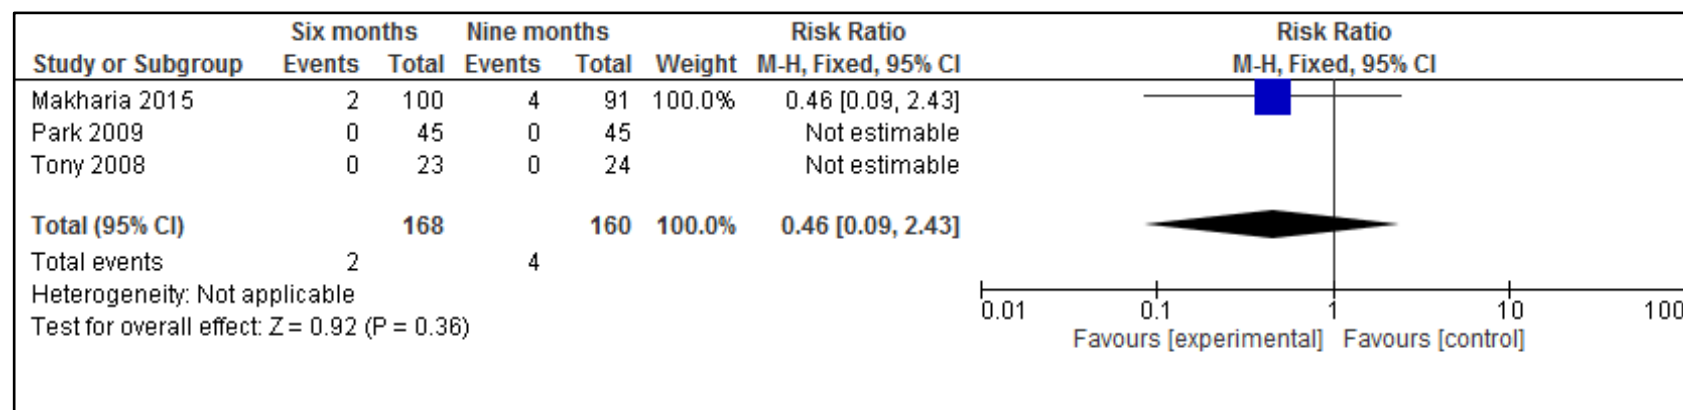 Six months Nine months Risk Ratio Risk Ratio
Study or Subgroup Events Total Events Total Weight M-H, Fixed, 95% CI M-H, Fixed, 95% CI
Makharia 2015 2 100 4 91 100.0% 0.46 [0.09, 2.43]
Park 2009 0 45 0 45 Not estimable
Tony 2008 0 23 0 24 Not estimable
Total (95% CI) 168 160 100.0% 0.46 [0.09, 2.43]
Total events 2 4
Heterogeneity: Not applicable
Test for overall effect: Z = 0.92 (P = 0.36)
0.01 0.1 1 10 100
Favours [experimental] Favours [control]